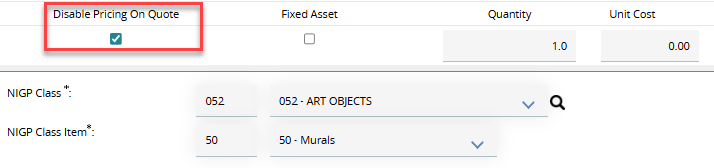 Disable Pricing On Quote Fixed Asset Quantity Unit Cost
1.0 0.00
NIGP Class *: 052 052 - ART OBJECTS
NIGP Class Item*: 50 50 - Murals